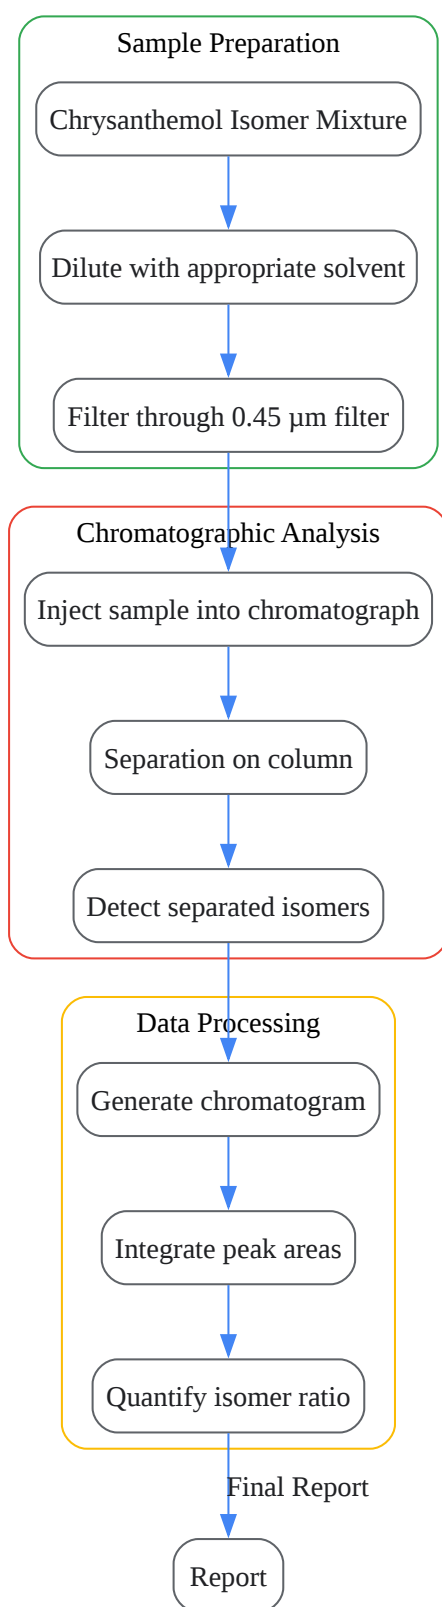 Sample Preparation
Chrysanthemol Isomer Mixture
Dilute with appropriate solvent
Filter through 0.45 µm filter
Chromatographic Analysis
Inject sample into chromatograph
Separation on column
Detect separated isomers
Data Processing
Generate chromatogram
Integrate peak areas
Quantify isomer ratio
Final Report
Report